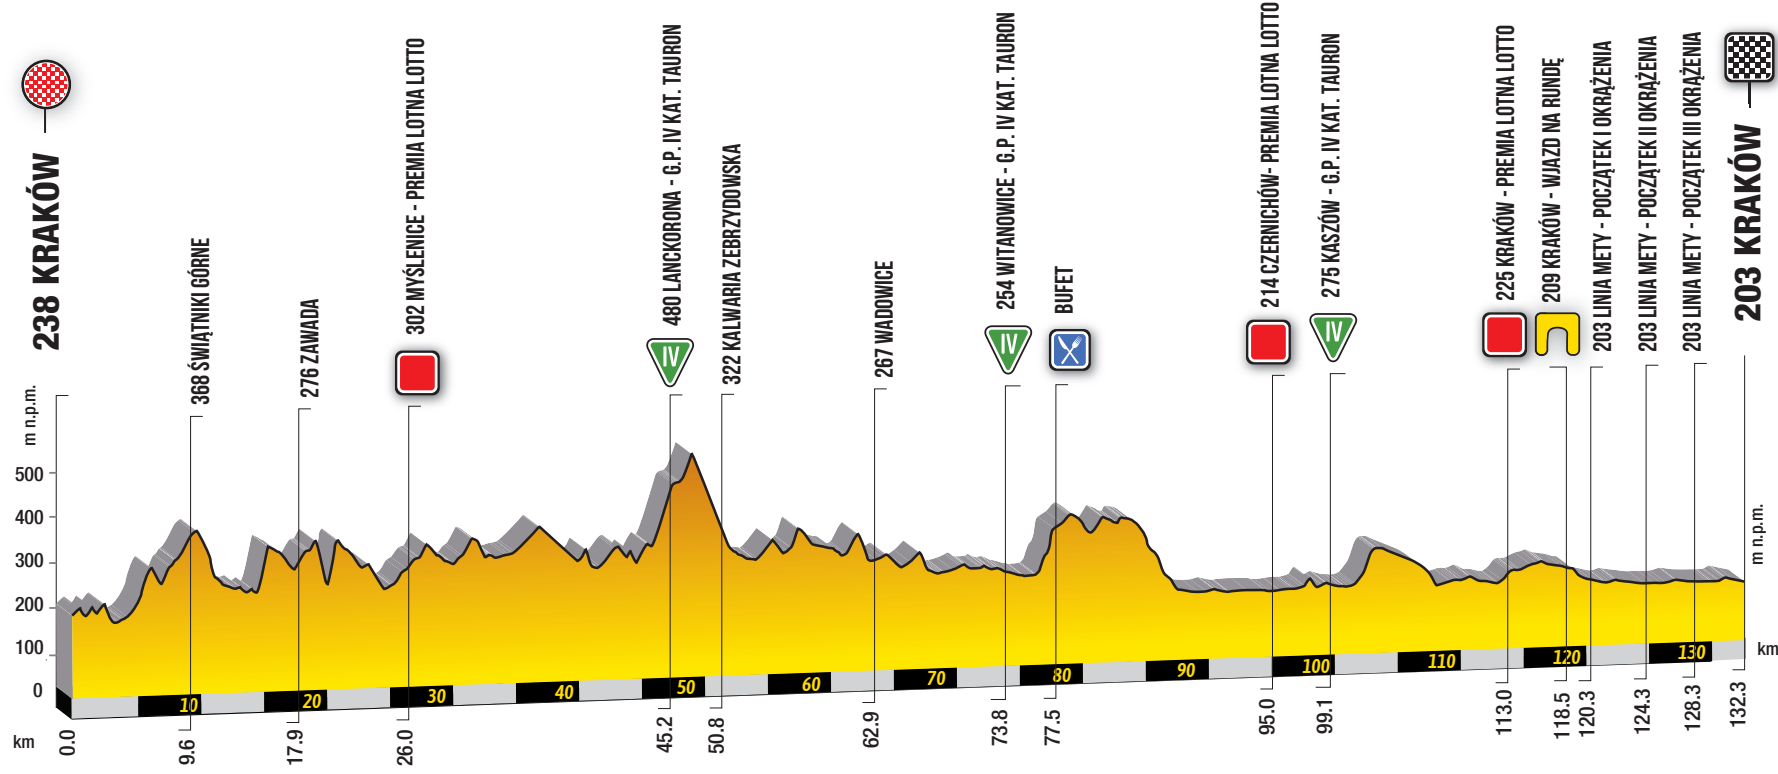 238 KRAKÓW
368 ŚWIĄTNIKI GÓRNE
276 ZAWADA
302 MYŚLENICE - PREMIA LOTNA LOTTO
480 LANCKORONA - G.P. IV KAT. TAURON
322 KALWARIA ZEBRZYDOWSKA
267 WADOWICE
254 WITANOWICE - G.P. IV KAT. TAURON
BUFET
214 CZERNICHÓW- PREMIA LOTNA LOTTO
275 KASZÓW - G.P. IV KAT. TAURON
225 KRAKÓW - PREMIA LOTNA LOTTO
209 KRAKÓW - WJAZD NA RUNDĘ
203 LINIA METY - POCZĄTEK I OKRĄŻENIA
203 LINIA METY - POCZĄTEK II OKRĄŻENIA
203 LINIA METY - POCZĄTEK III OKRĄŻENIA
203 KRAKÓW
IV
IV
IV
m n.p.m.
500
400
300
200
100
0
m n.p.m.
10 20 30 40 50 60 70 80 90 100 110 120 130
km
km
0.0
9.6
17.9
26.0
45.2
50.8
62.9
73.8
77.5
95.0
99.1
113.0
118.5
120.3
124.3
128.3
132.3